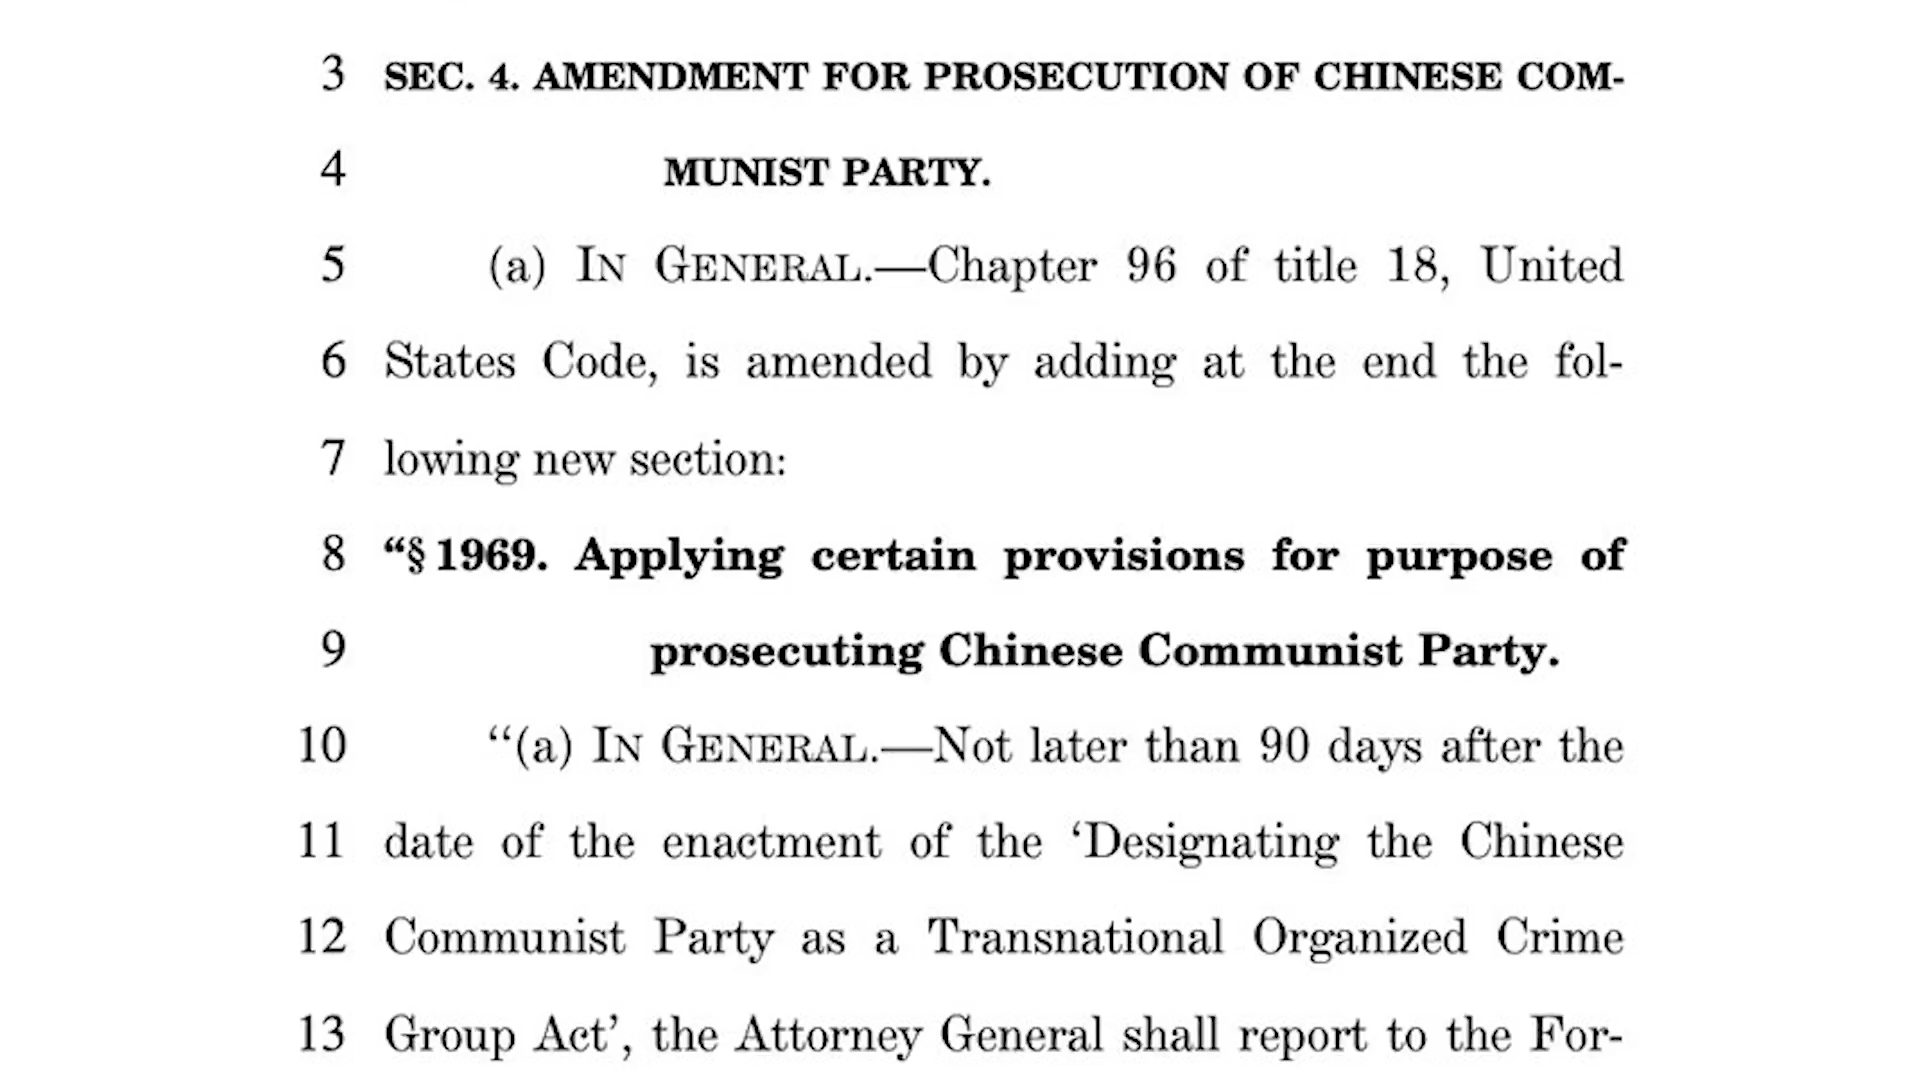 3 SEC. 4. AMENDMENT FOR PROSECUTION OF CHINESE COM-
4 MUNIST PARTY.
5 (a) IN GENERAL.—Chapter 96 of title 18, United
6 States Code, is amended by adding at the end the fol-
7 lowing new section:
8 “§ 1969. Applying certain provisions for purpose of
9 prosecuting Chinese Communist Party.
10 “(a) IN GENERAL.—Not later than 90 days after the
11 date of the enactment of the ‘Designating the Chinese
12 Communist Party as a Transnational Organized Crime
13 Group Act’, the Attorney General shall report to the For-